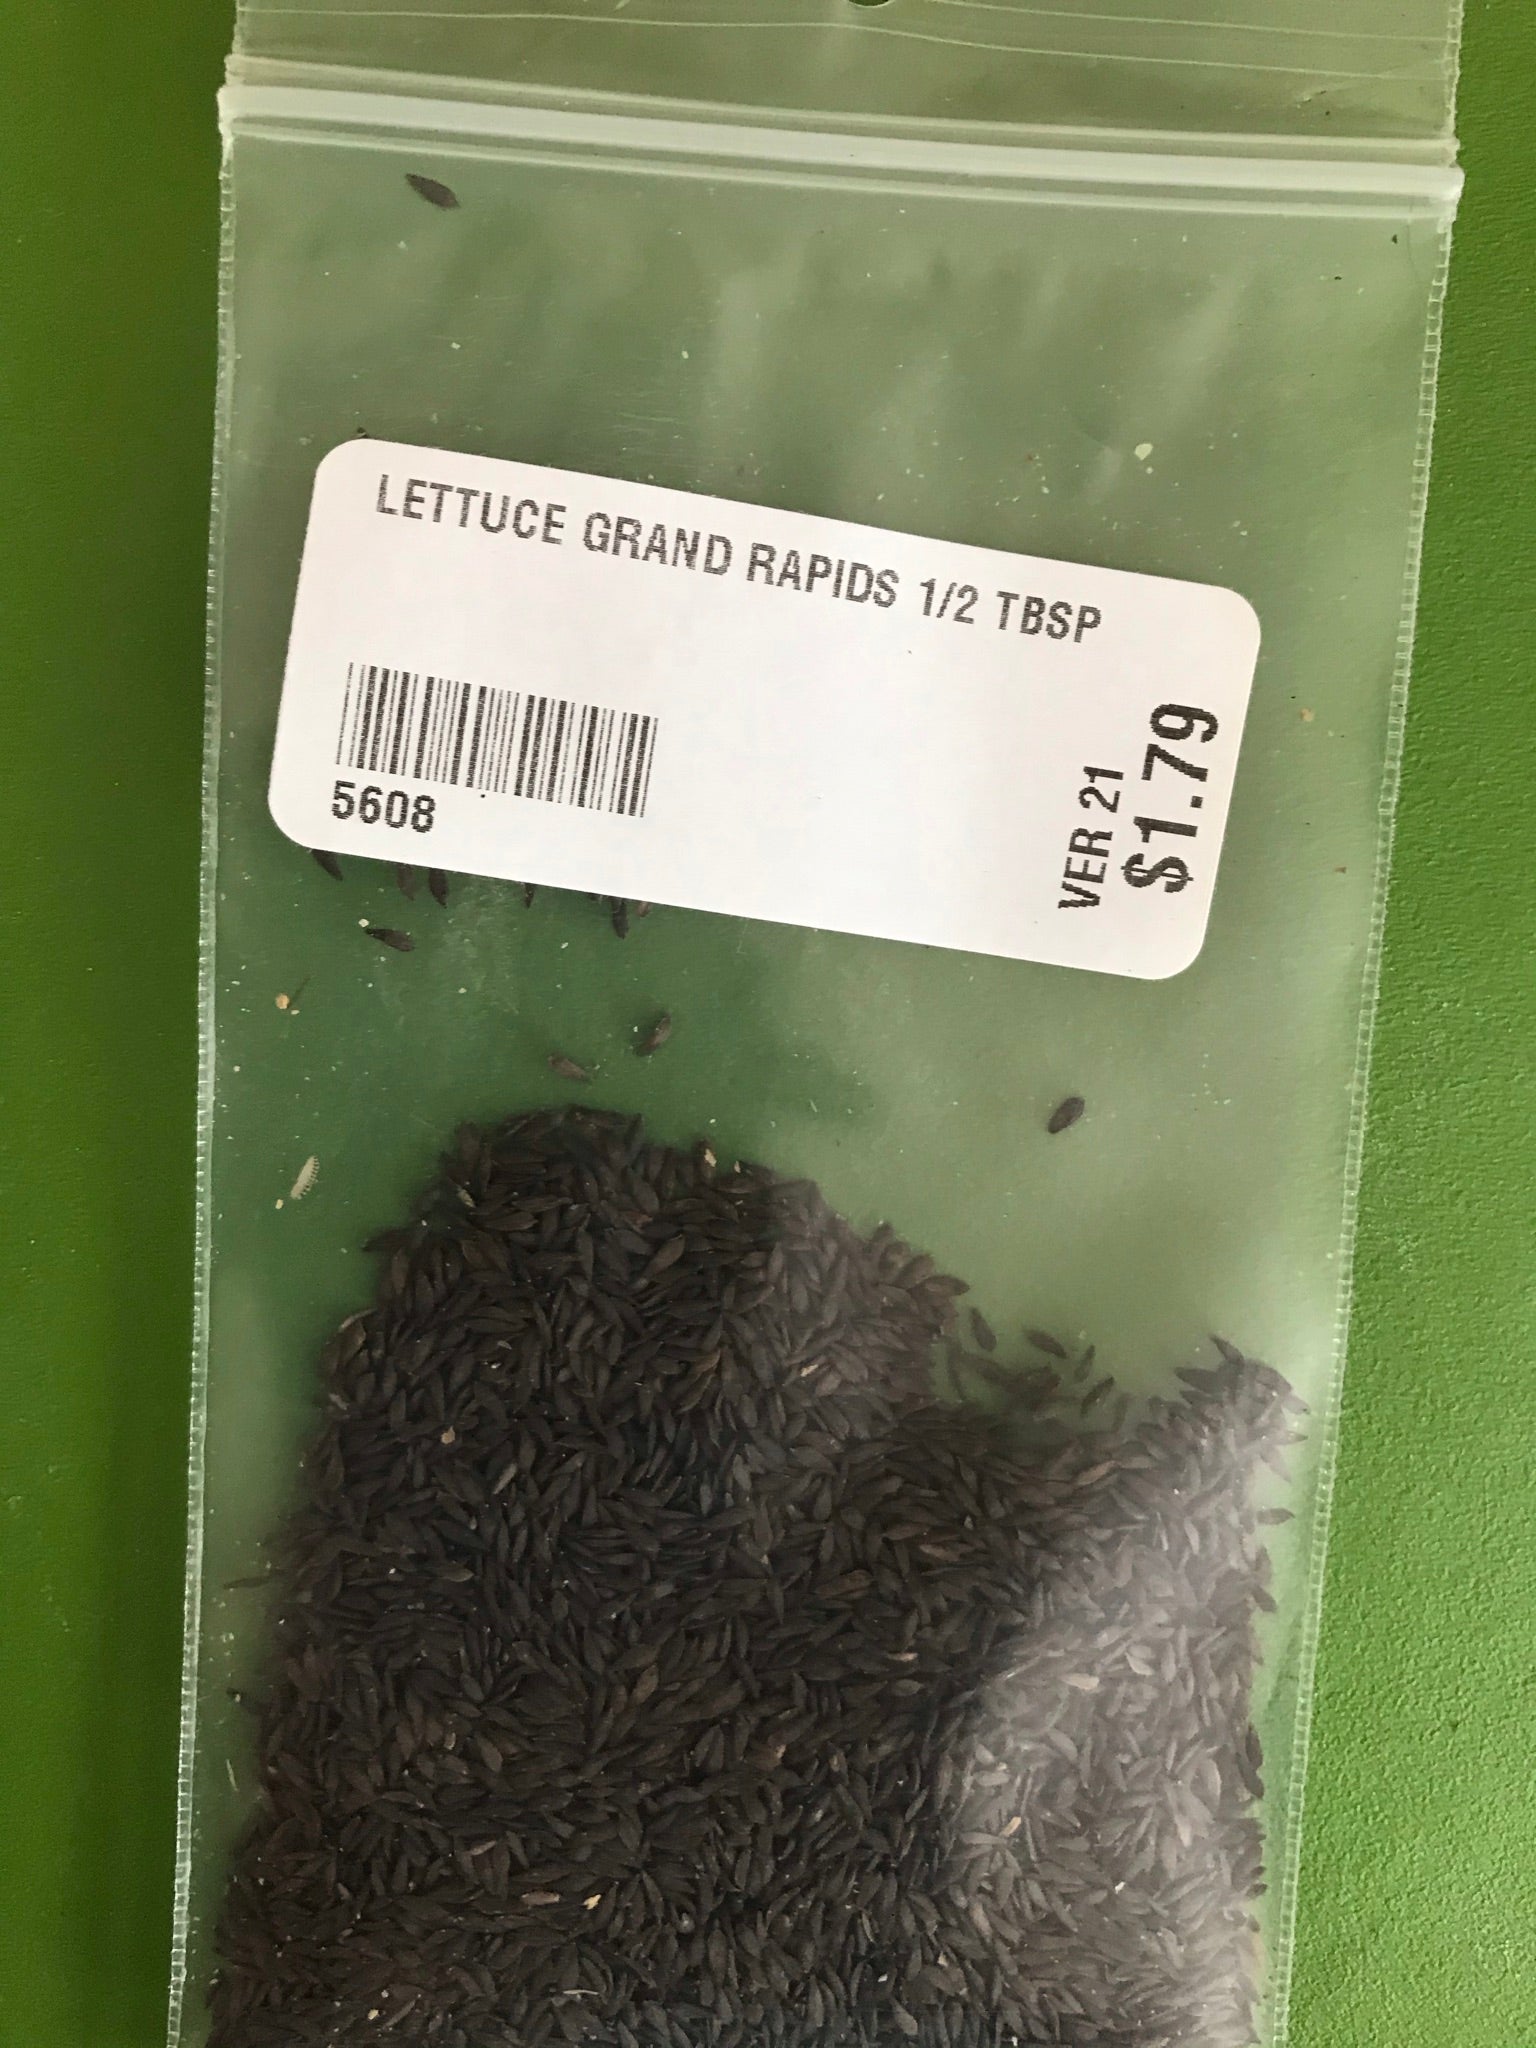 LETTUCE GRAND RAPIDS 1/2 TBSP
5608
VER 21
$1.79